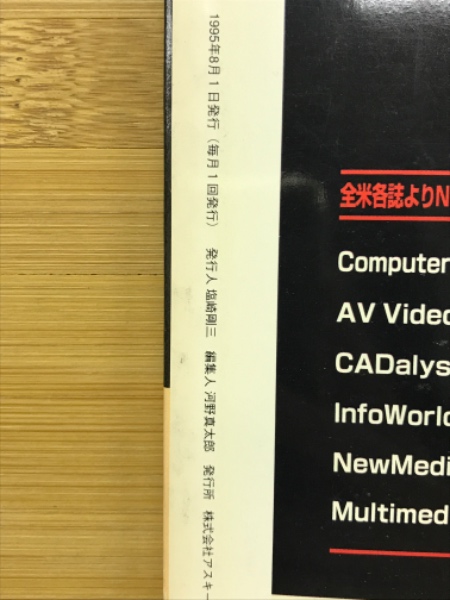 1995年8月1日発行(毎月1回発行) 発行人 塩崎剛三 編集人 河野真太郎 発行所 株式会社アスキー
全米各誌よりN
Computer
AV Video
CADalys
InfoWorld
NewMedi
Multimed